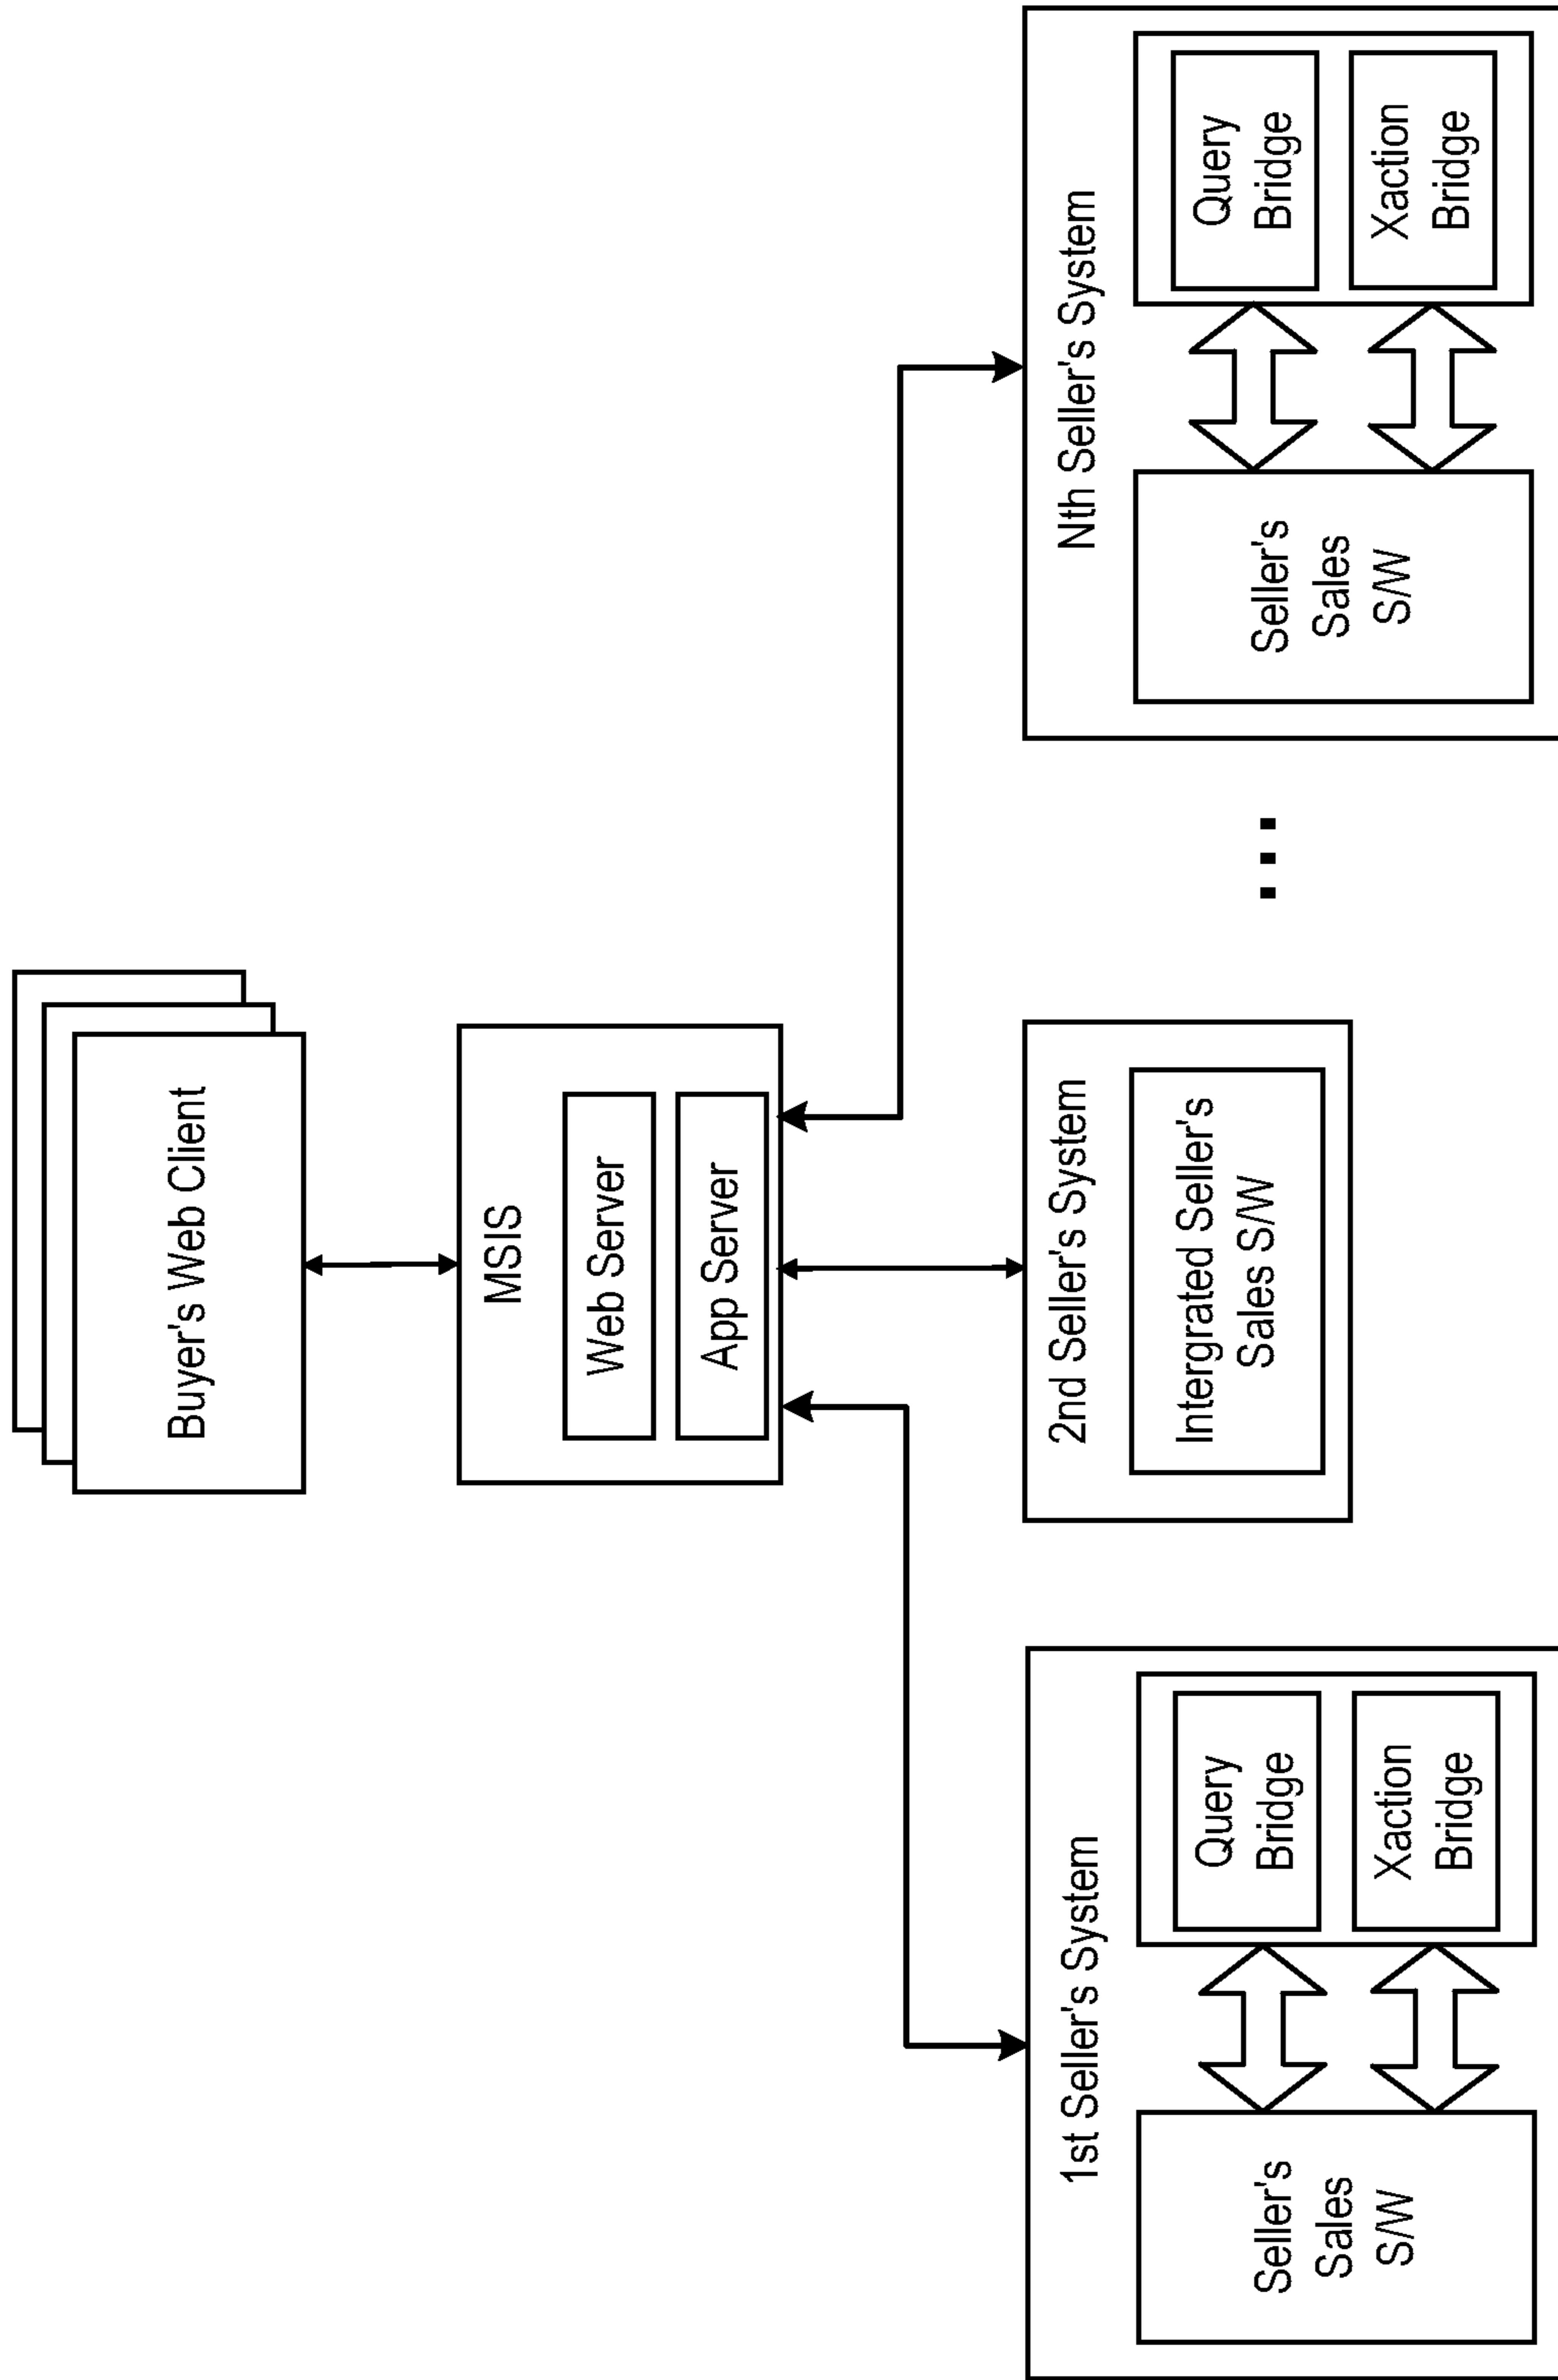 Buyer's Web Client
MSIS
Web Server
App Server
1st Seller's System
Seller's
Sales
S/W
Query
Bridge
Xaction
Bridge
2nd Seller's System
Intergrated Seller's
Sales S/W
...
Nth Seller's System
Seller's
Sales
S/W
Query
Bridge
Xaction
Bridge